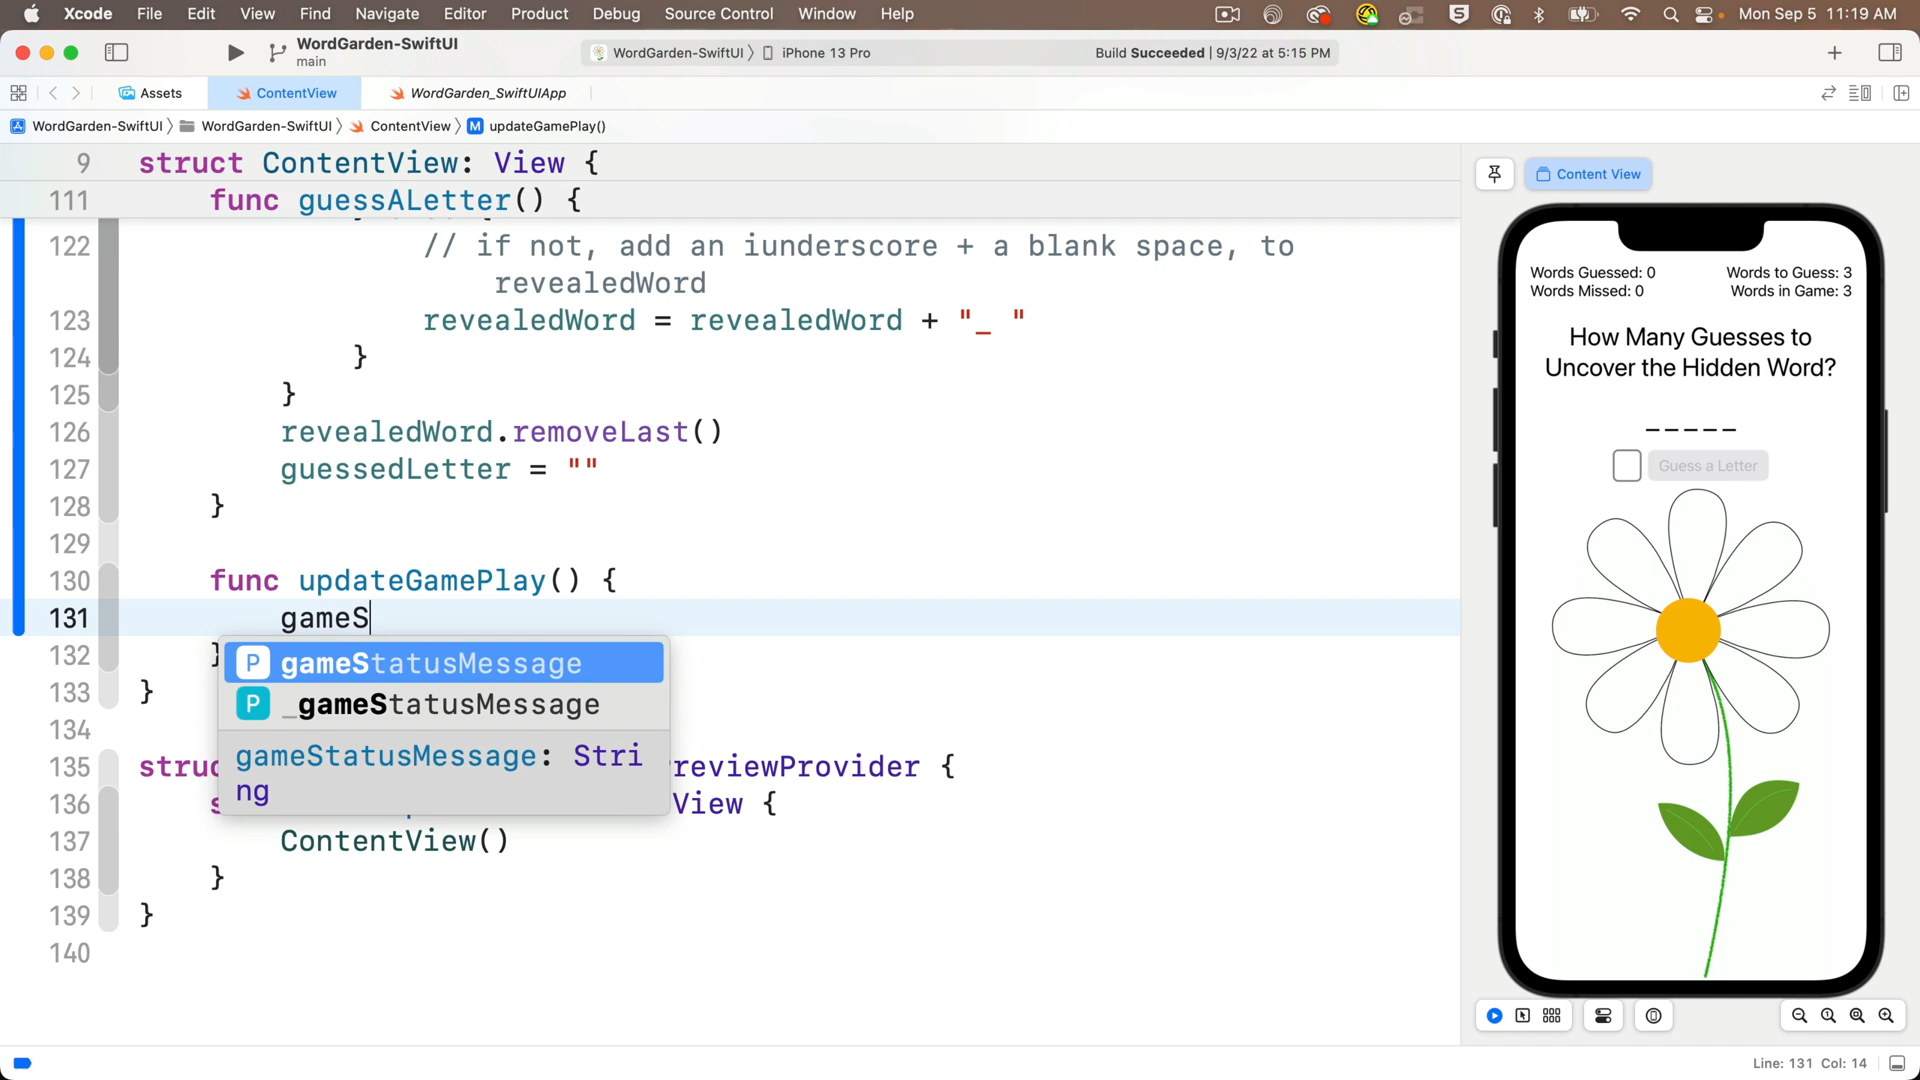 Xcode File Edit View Find Navigate Editor Product Debug Source Control Window Help Mon Sep 5 11:19 AM
WordGarden-SwiftUI
main
WordGarden-SwiftUI iPhone 13 Pro Build Succeeded | 9/3/22 at 5:15 PM
Assets ContentView WordGarden_SwiftUIApp
WordGarden-SwiftUI WordGarden-SwiftUI ContentView M updateGamePlay()
9 struct ContentView: View {
111 func guessALetter() {
122 // if not, add an iunderscore + a blank space, to
revealedWord
123 revealedWord = revealedWord + "_ "
124 }
125 }
126 revealedWord.removeLast()
127 guessedLetter = ""
128 }
129
130 func updateGamePlay() {
131 gameS
132 }
P gameStatusMessage
133 }
P _gameStatusMessage
134
gameStatusMessage: Stri
ng
135 struc reviewProvider {
136 s View {
137 ContentView()
138 }
139 }
140
Content View
Words Guessed: 0 Words to Guess: 3
Words Missed: 0 Words in Game: 3
How Many Guesses to
Uncover the Hidden Word?
_ _ _ _ _
Guess a Letter
Line: 131 Col: 14